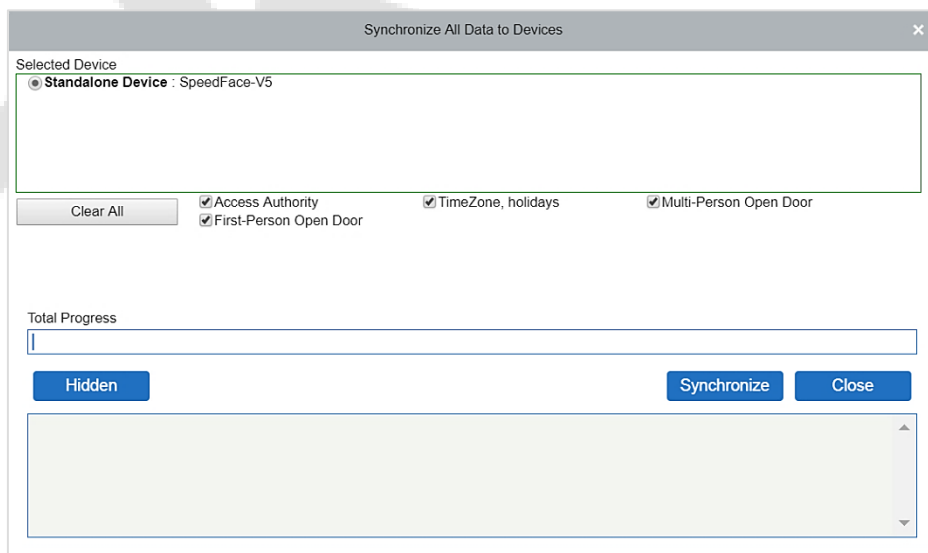 Synchronize All Data to Devices
Selected Device
Standalone Device : SpeedFace-V5
Clear All
Access Authority TimeZone, holidays Multi-Person Open Door
First-Person Open Door
Total Progress
Hidden Synchronize Close